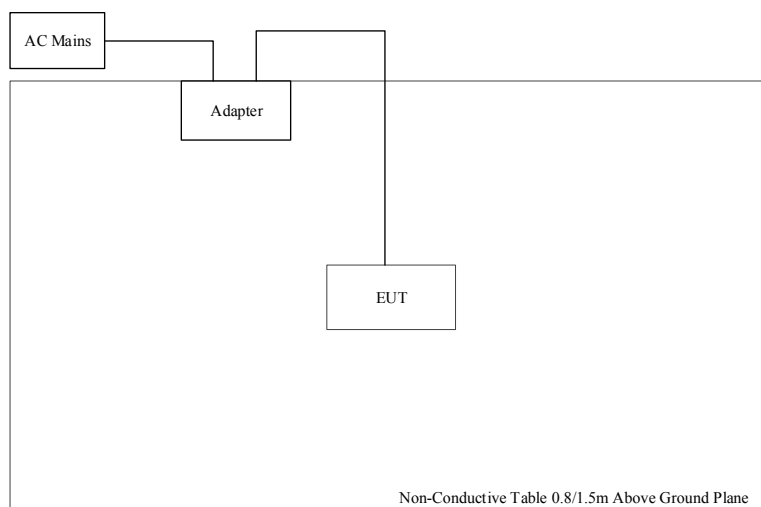 AC Mains
Adapter
EUT
Non-Conductive Table 0.8/1.5m Above Ground Plane